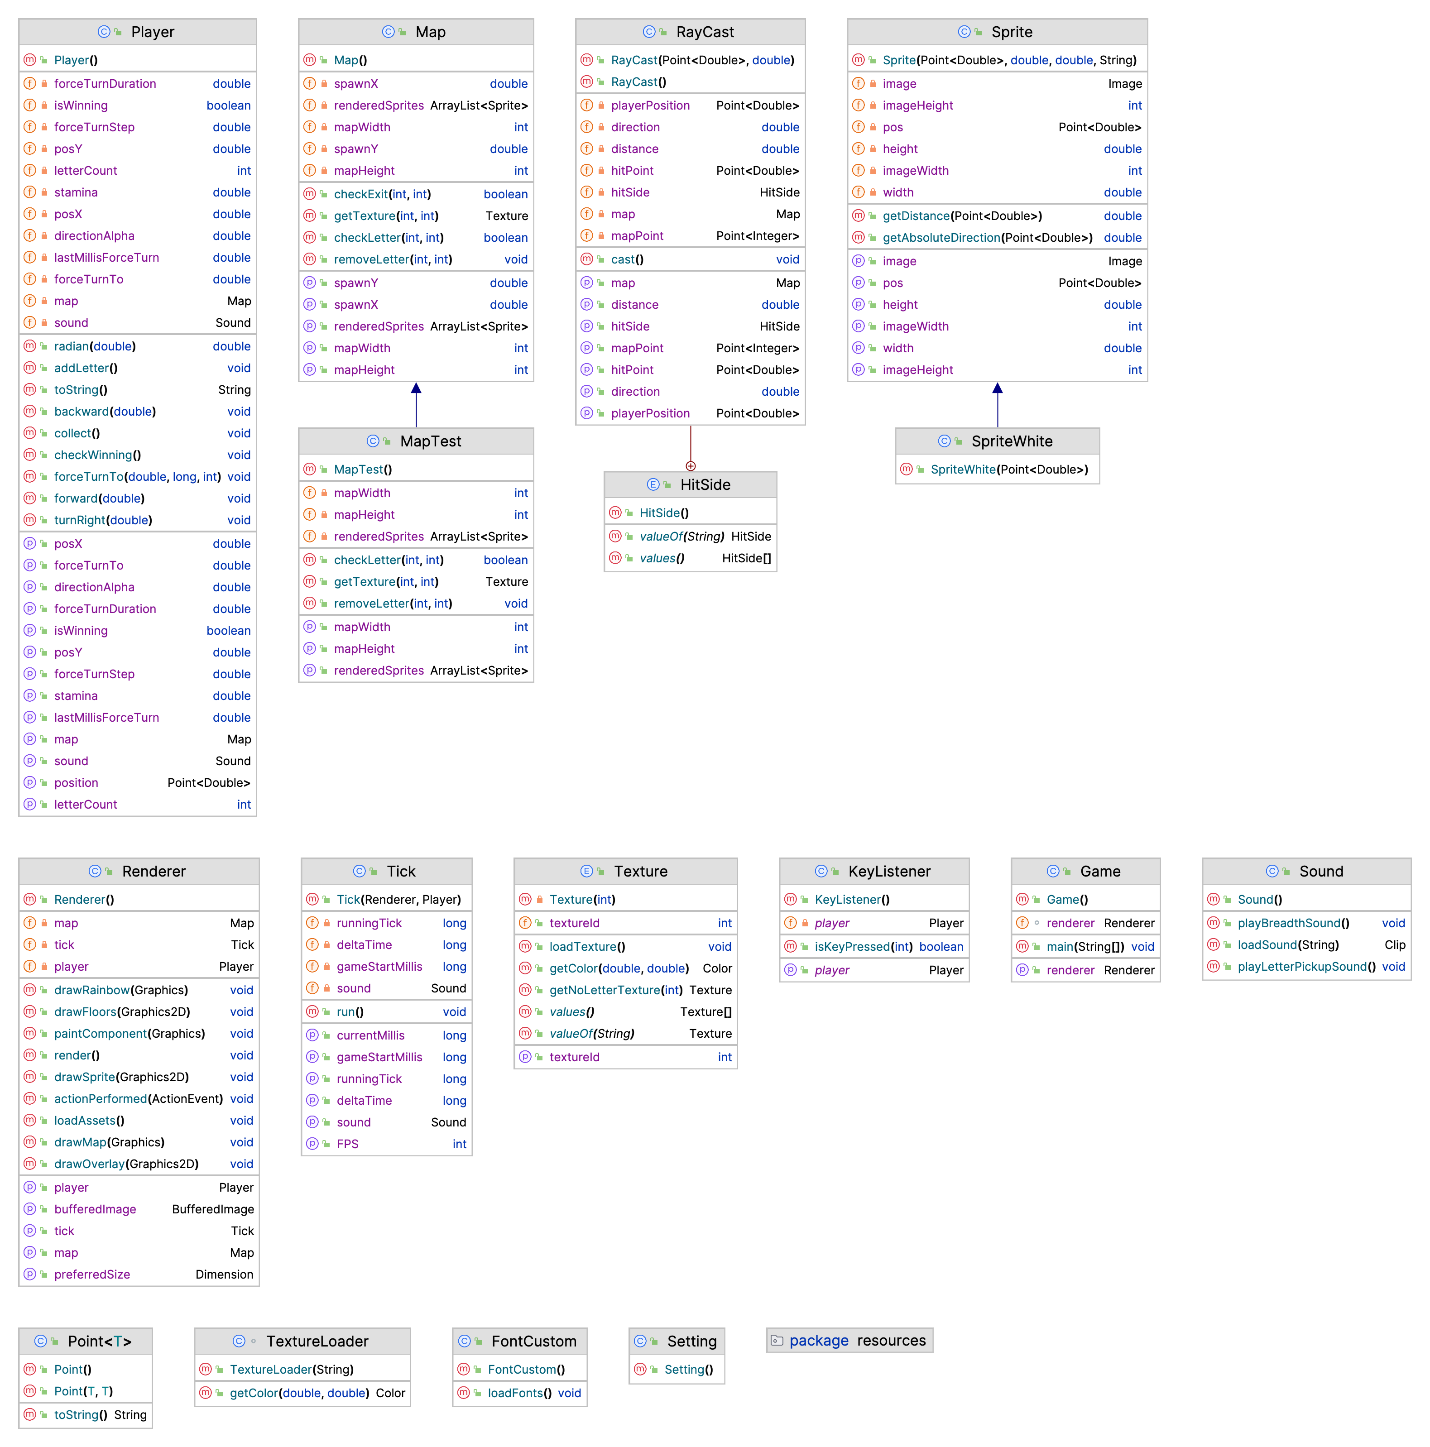 Player
Player()
forceTurnDuration double
isWinning boolean
forceTurnStep double
posY double
letterCount int
stamina double
posX double
directionAlpha double
lastMillisForceTurn double
forceTurnTo double
map Map
sound Sound
radian(double) double
addLetter() void
toString() String
backward(double) void
collect() void
checkWinning() void
forceTurnTo(double, long, int) void
forward(double) void
turnRight(double) void
posX double
forceTurnTo double
directionAlpha double
forceTurnDuration double
isWinning boolean
posY double
forceTurnStep double
stamina double
lastMillisForceTurn double
map Map
sound Sound
position Point<Double>
letterCount int
Map
Map()
spawnX double
renderedSprites ArrayList<Sprite>
mapWidth int
spawnY double
mapHeight int
checkExit(int, int) boolean
getTexture(int, int) Texture
checkLetter(int, int) boolean
removeLetter(int, int) void
spawnY double
spawnX double
renderedSprites ArrayList<Sprite>
mapWidth int
mapHeight int
MapTest
MapTest()
mapWidth int
mapHeight int
renderedSprites ArrayList<Sprite>
checkLetter(int, int) boolean
getTexture(int, int) Texture
removeLetter(int, int) void
mapWidth int
mapHeight int
renderedSprites ArrayList<Sprite>
RayCast
RayCast(Point<Double>, double)
RayCast()
playerPosition Point<Double>
direction double
distance double
hitPoint Point<Double>
hitSide HitSide
map Map
mapPoint Point<Integer>
cast() void
map Map
distance double
hitSide HitSide
mapPoint Point<Integer>
hitPoint Point<Double>
direction double
playerPosition Point<Double>
HitSide
HitSide()
valueOf(String) HitSide
values() HitSide[]
Sprite
Sprite(Point<Double>, double, double, String)
image Image
imageHeight int
pos Point<Double>
height double
imageWidth int
width double
getDistance(Point<Double>) double
getAbsoluteDirection(Point<Double>) double
image Image
pos Point<Double>
height double
imageWidth int
width double
imageHeight int
SpriteWhite
SpriteWhite(Point<Double>)
Renderer
Renderer()
map Map
tick Tick
player Player
drawRainbow(Graphics) void
drawFloors(Graphics2D) void
paintComponent(Graphics) void
render() void
drawSprite(Graphics2D) void
actionPerformed(ActionEvent) void
loadAssets() void
drawMap(Graphics) void
drawOverlay(Graphics2D) void
player Player
bufferedImage BufferedImage
tick Tick
map Map
preferredSize Dimension
Tick
Tick(Renderer, Player)
runningTick long
deltaTime long
gameStartMillis long
sound Sound
run() void
currentMillis long
gameStartMillis long
runningTick long
deltaTime long
sound Sound
FPS int
Texture
Texture(int)
textureId int
loadTexture() void
getColor(double, double) Color
getNoLetterTexture(int) Texture
values() Texture[]
valueOf(String) Texture
textureId int
KeyListener
KeyListener()
player Player
isKeyPressed(int) boolean
player Player
Game
Game()
renderer Renderer
main(String[]) void
renderer Renderer
Sound
Sound()
playBreadthSound() void
loadSound(String) Clip
playLetterPickupSound() void
Point<T>
Point()
Point(T, T)
toString() String
TextureLoader
TextureLoader(String)
getColor(double, double) Color
FontCustom
FontCustom()
loadFonts() void
Setting
Setting()
package resources